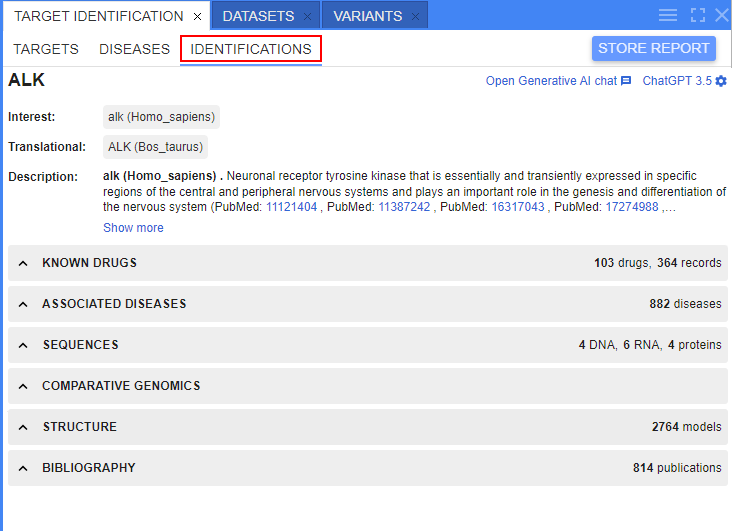 TARGET IDENTIFICATION × DATASETS × VARIANTS ×
TARGETS DISEASES IDENTIFICATIONS STORE REPORT
ALK Open Generative AI chat ChatGPT 3.5
Interest: alk (Homo_sapiens)
Translational: ALK (Bos_taurus)
Description: alk (Homo_sapiens) . Neuronal receptor tyrosine kinase that is essentially and transiently expressed in specific
regions of the central and peripheral nervous systems and plays an important role in the genesis and differentiation of
the nervous system (PubMed: 11121404 , PubMed: 11387242 , PubMed: 16317043 , PubMed: 17274988 ,...
Show more
KNOWN DRUGS 103 drugs, 364 records
ASSOCIATED DISEASES 882 diseases
SEQUENCES 4 DNA, 6 RNA, 4 proteins
COMPARATIVE GENOMICS
STRUCTURE 2764 models
BIBLIOGRAPHY 814 publications